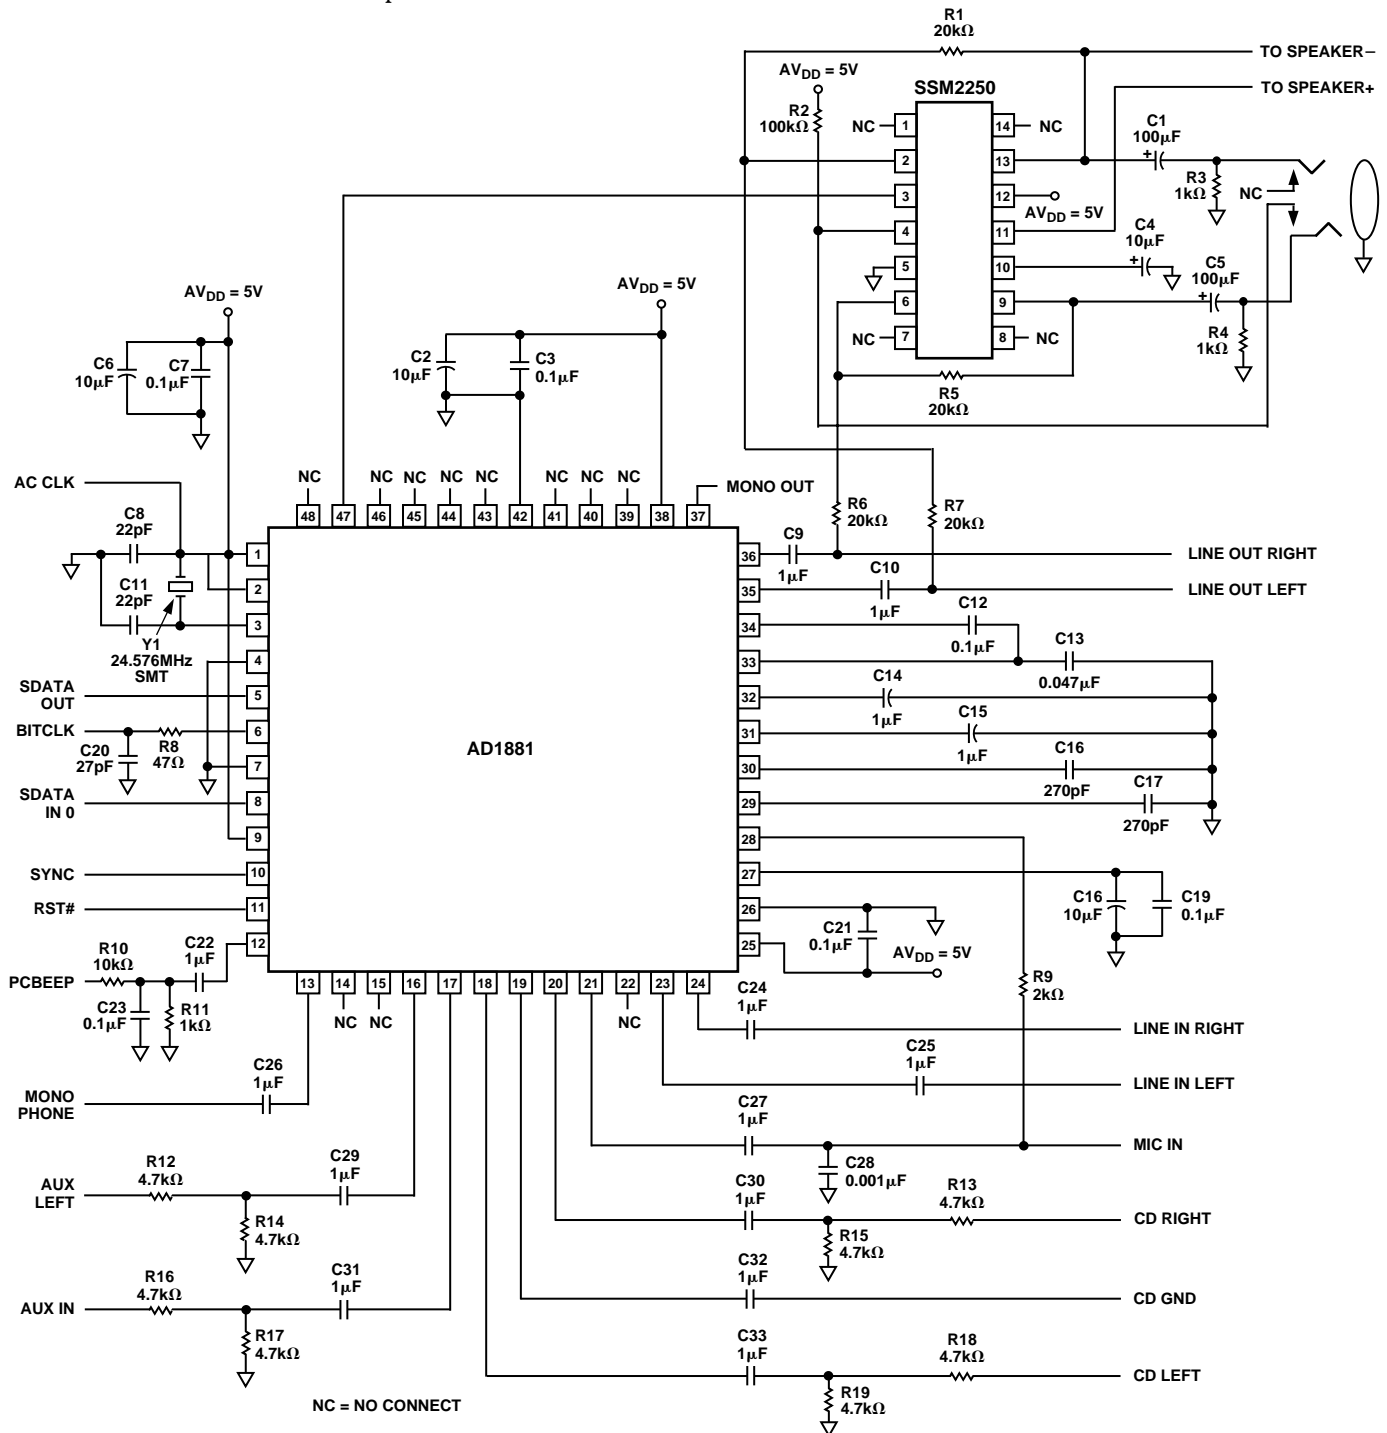 R1
20kΩ
TO SPEAKER–
AVDD = 5V
SSM2250
TO SPEAKER+
R2
100kΩ
NC 1
14 NC
C1
100µF
+
2
13
R3
1kΩ
NC
3
12
AVDD = 5V
4
11
C4
10µF
+
5
10
C5
100µF
+
6
9
R4
1kΩ
NC 7
8 NC
R5
20kΩ
AVDD = 5V
AVDD = 5V
C6
10µF
C7
0.1µF
C2
10µF
C3
0.1µF
AC CLK
NC
NC
NC
NC
NC
NC
NC
NC
MONO OUT
48
47
46
45
44
43
42
41
40
39
38
37
R6
20kΩ
R7
20kΩ
C8
22pF
C9
1µF
1
36
LINE OUT RIGHT
C11
22pF
C10
1µF
2
35
LINE OUT LEFT
C12
0.1µF
3
34
Y1
24.576MHz
SMT
C13
0.047µF
4
33
SDATA
OUT
5
32
C14
1µF
BITCLK
R8
47Ω
6
31
C15
1µF
C20
27pF
AD1881
7
30
C16
270pF
SDATA
IN 0
8
29
C17
270pF
9
28
SYNC
10
27
C16
10µF
C19
0.1µF
RST#
11
26
C21
0.1µF
12
25
AVDD = 5V
R10
10kΩ
C22
1µF
PCBEEP
C23
0.1µF
R11
1kΩ
13
14
15
16
17
18
19
20
21
22
23
24
NC
NC
NC
R9
2kΩ
C24
1µF
LINE IN RIGHT
C26
1µF
C25
1µF
LINE IN LEFT
MONO
PHONE
C27
1µF
MIC IN
C28
0.001µF
R12
4.7kΩ
C29
1µF
AUX
LEFT
R14
4.7kΩ
C30
1µF
R13
4.7kΩ
CD RIGHT
R15
4.7kΩ
R16
4.7kΩ
C31
1µF
C32
1µF
CD GND
AUX IN
R17
4.7kΩ
C33
1µF
R18
4.7kΩ
CD LEFT
R19
4.7kΩ
NC = NO CONNECT